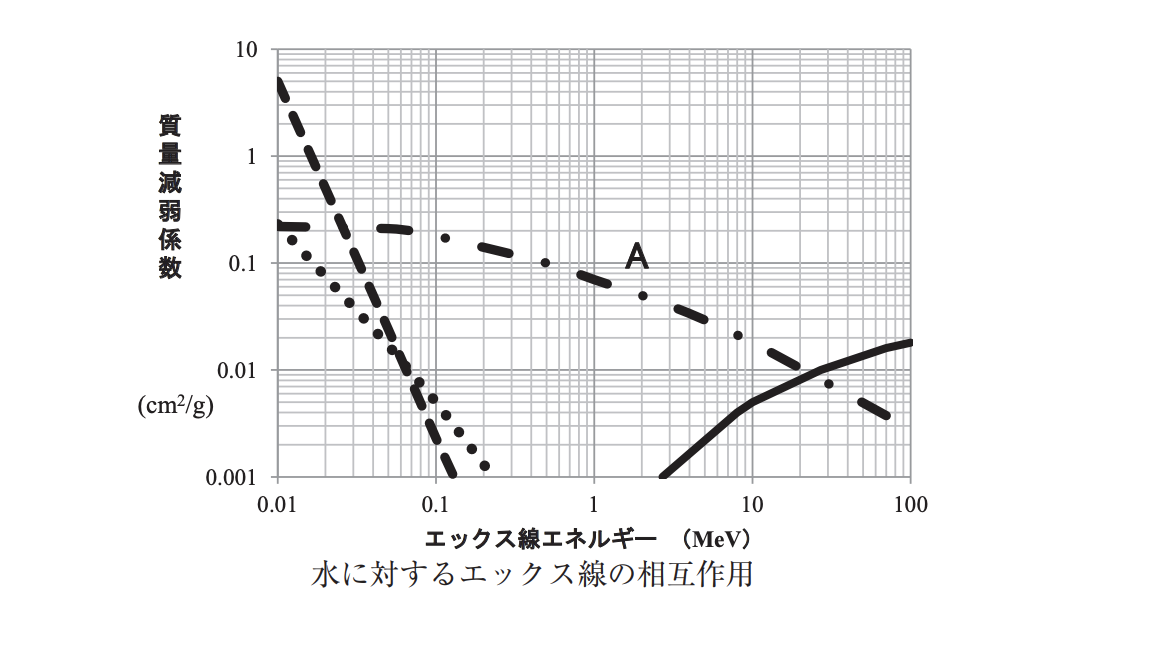 10
1
0.1
0.01
0.001
質量減弱係数
(cm²/g)
A
0.01 0.1 1 10 100
エックス線エネルギー （MeV）
水に対するエックス線の相互作用